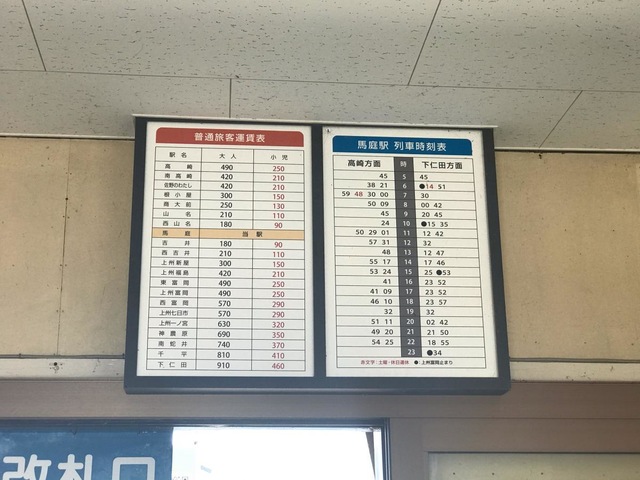 普通旅客運賃表
駅名 大人 小児
高崎 490 250
南高崎 420 210
佐野のわたし 420 210
根小屋 300 150
高大前 250 130
山名 210 110
西山名 180 90
馬庭 当駅
吉井 180 90
西吉井 210 110
上州新屋 300 150
上州福島 420 210
東富岡 490 250
上州富岡 490 250
西富岡 570 290
上州七日市 570 290
上州一ノ宮 630 320
神農原 690 350
南蛇井 740 370
千平 810 410
下仁田 910 460
馬庭駅 列車時刻表
高崎方面 時 下仁田方面
45 5 45
38 21 6 ●14 51
59 48 30 00 7 30
50 09 8 00 42
45 9 20 45
24 10 ●15 35
50 29 01 11 12 42
57 31 12 32
48 13 12 47
55 17 14 17 46
53 24 15 25 ●53
41 16 23 52
41 09 17 23 52
46 10 18 23 57
32 19 32
51 11 20 02 42
49 20 21 21 50
54 25 22 18 55
23 ●34
赤文字:土曜・休日運休 ●:上州富岡止まり
改札口